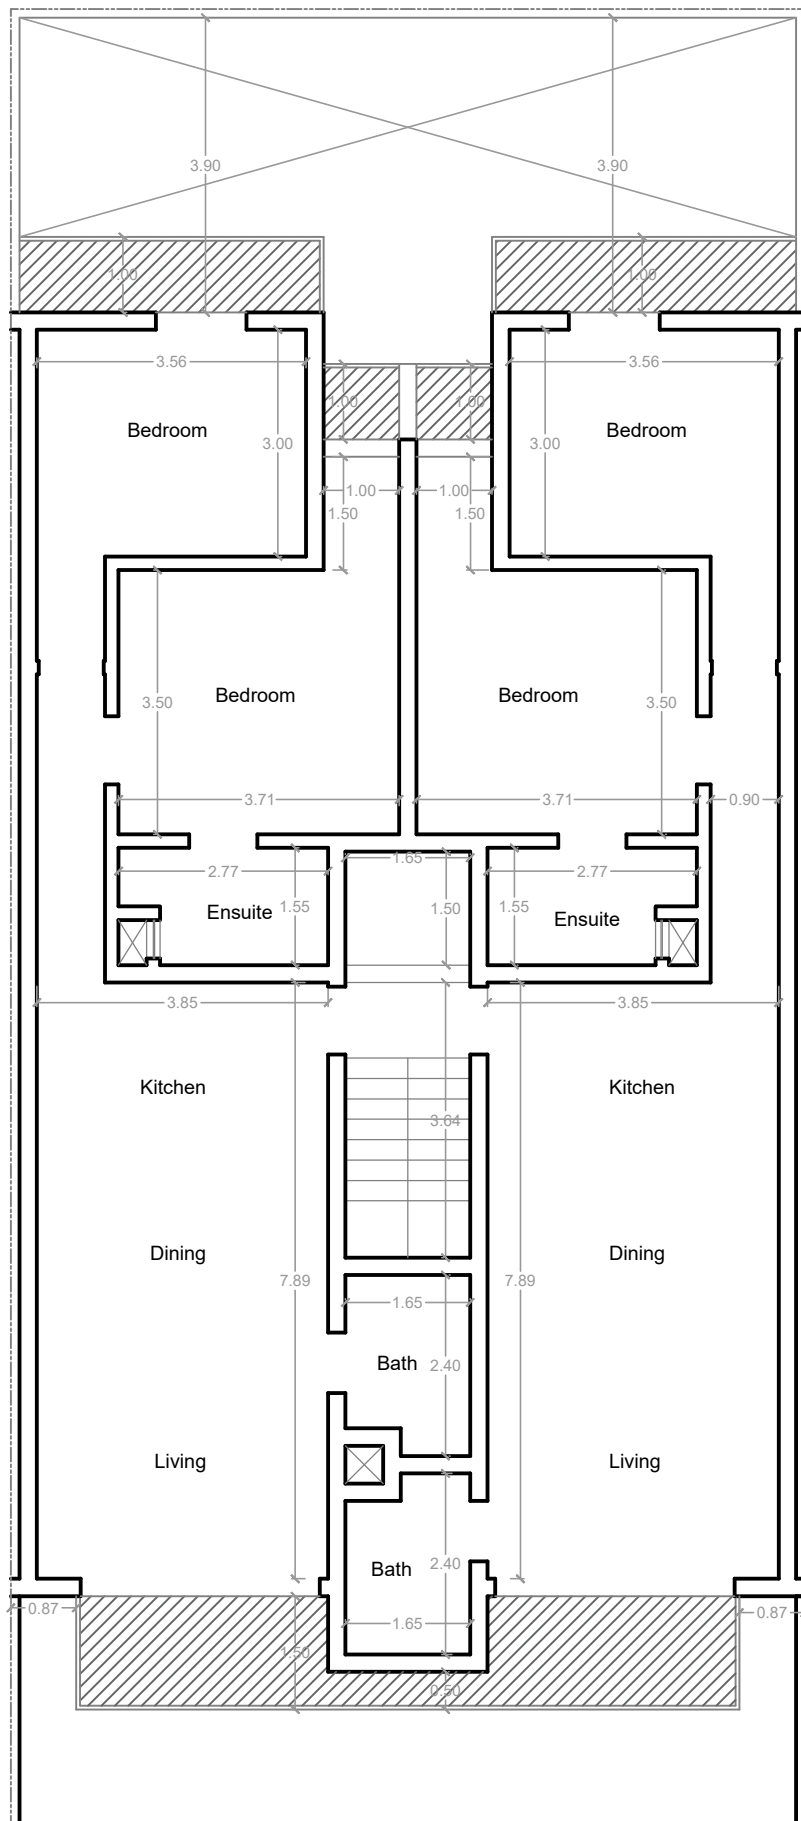 3.90 3.90
1.00 1.00
3.56 3.56
1.00 1.00
Bedroom Bedroom
3.00 3.00
1.00 1.00
1.50 1.50
Bedroom Bedroom
3.50 3.50
3.71 3.71 0.90
1.65
2.77 2.77
1.55 1.50 1.55
Ensuite Ensuite
3.85 3.85
Kitchen Kitchen
3.64
Dining Dining
7.89 7.89
1.65
Bath 2.40
Living Living
2.40
Bath
0.87 0.87
1.65
1.50
0.50